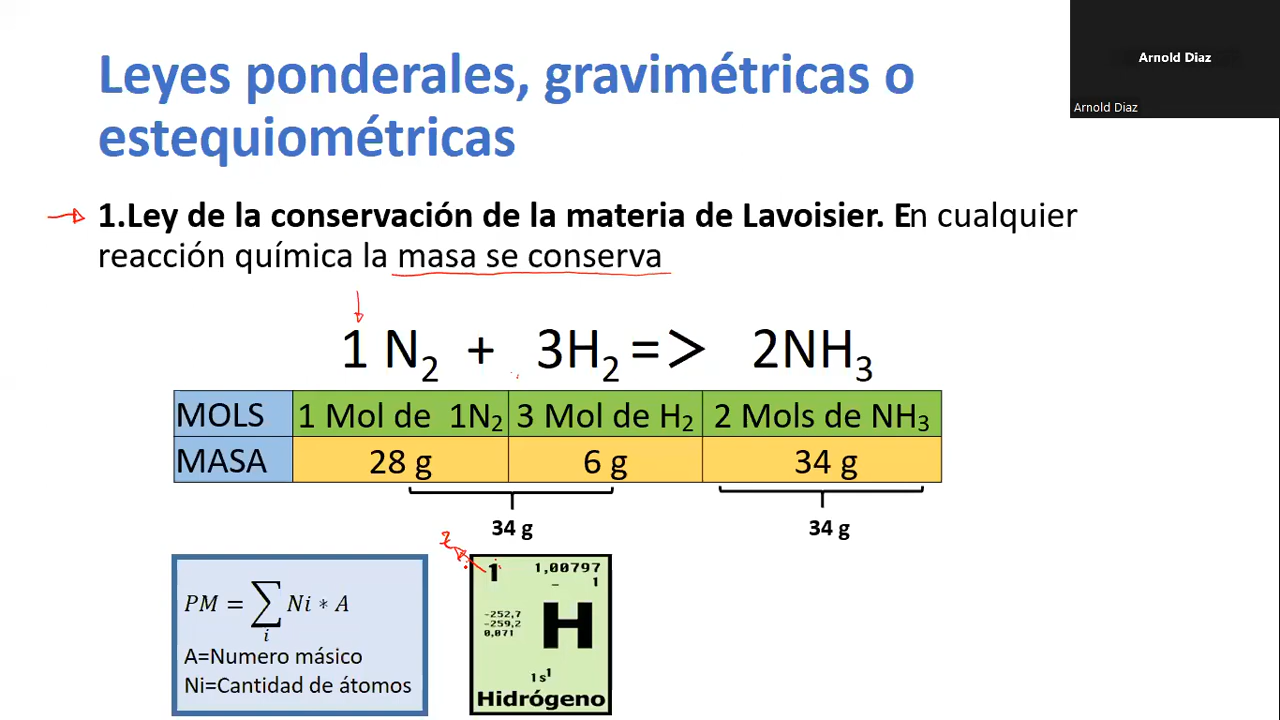 Arnold Diaz
Arnold Diaz
Leyes ponderales, gravimétricas o
estequiométricas
1.Ley de la conservación de la materia de Lavoisier. En cualquier
reacción química la masa se conserva
1 N₂ + 3H₂ => 2NH₃
MOLS 1 Mol de 1N₂ 3 Mol de H₂ 2 Mols de NH₃
MASA 28 g 6 g 34 g
34 g 34 g
PM = ∑ Ni ∗ A
i
A=Numero másico
Ni=Cantidad de átomos
z
1 1,00797
– 1
-252,7
-259,2
0,071
H
1s¹
Hidrógeno